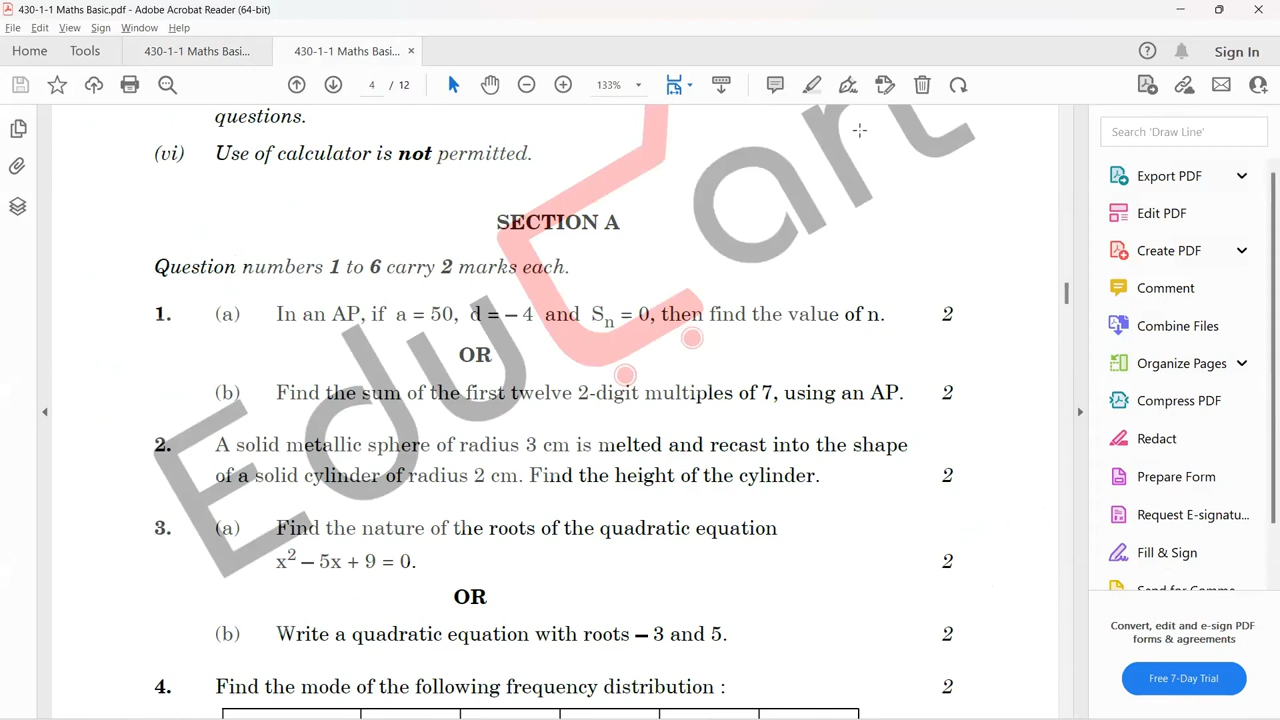 430-1-1 Maths Basic.pdf - Adobe Acrobat Reader (64-bit)
File Edit View Sign Window Help
Home Tools 430-1-1 Maths Basi... 430-1-1 Maths Basi... × Sign In
4 / 12 133%
questions.
(vi) Use of calculator is not permitted.
SECTION A
Question numbers 1 to 6 carry 2 marks each.
1. (a) In an AP, if a = 50, d = – 4 and Sn = 0, then find the value of n. 2
OR
(b) Find the sum of the first twelve 2-digit multiples of 7, using an AP. 2
2. A solid metallic sphere of radius 3 cm is melted and recast into the shape
of a solid cylinder of radius 2 cm. Find the height of the cylinder. 2
3. (a) Find the nature of the roots of the quadratic equation
x² – 5x + 9 = 0. 2
OR
(b) Write a quadratic equation with roots – 3 and 5. 2
4. Find the mode of the following frequency distribution : 2
EduCart
Search 'Draw Line'
Export PDF
Edit PDF
Create PDF
Comment
Combine Files
Organize Pages
Compress PDF
Redact
Prepare Form
Request E-signatu...
Fill & Sign
Convert, edit and e-sign PDF
forms & agreements
Free 7-Day Trial